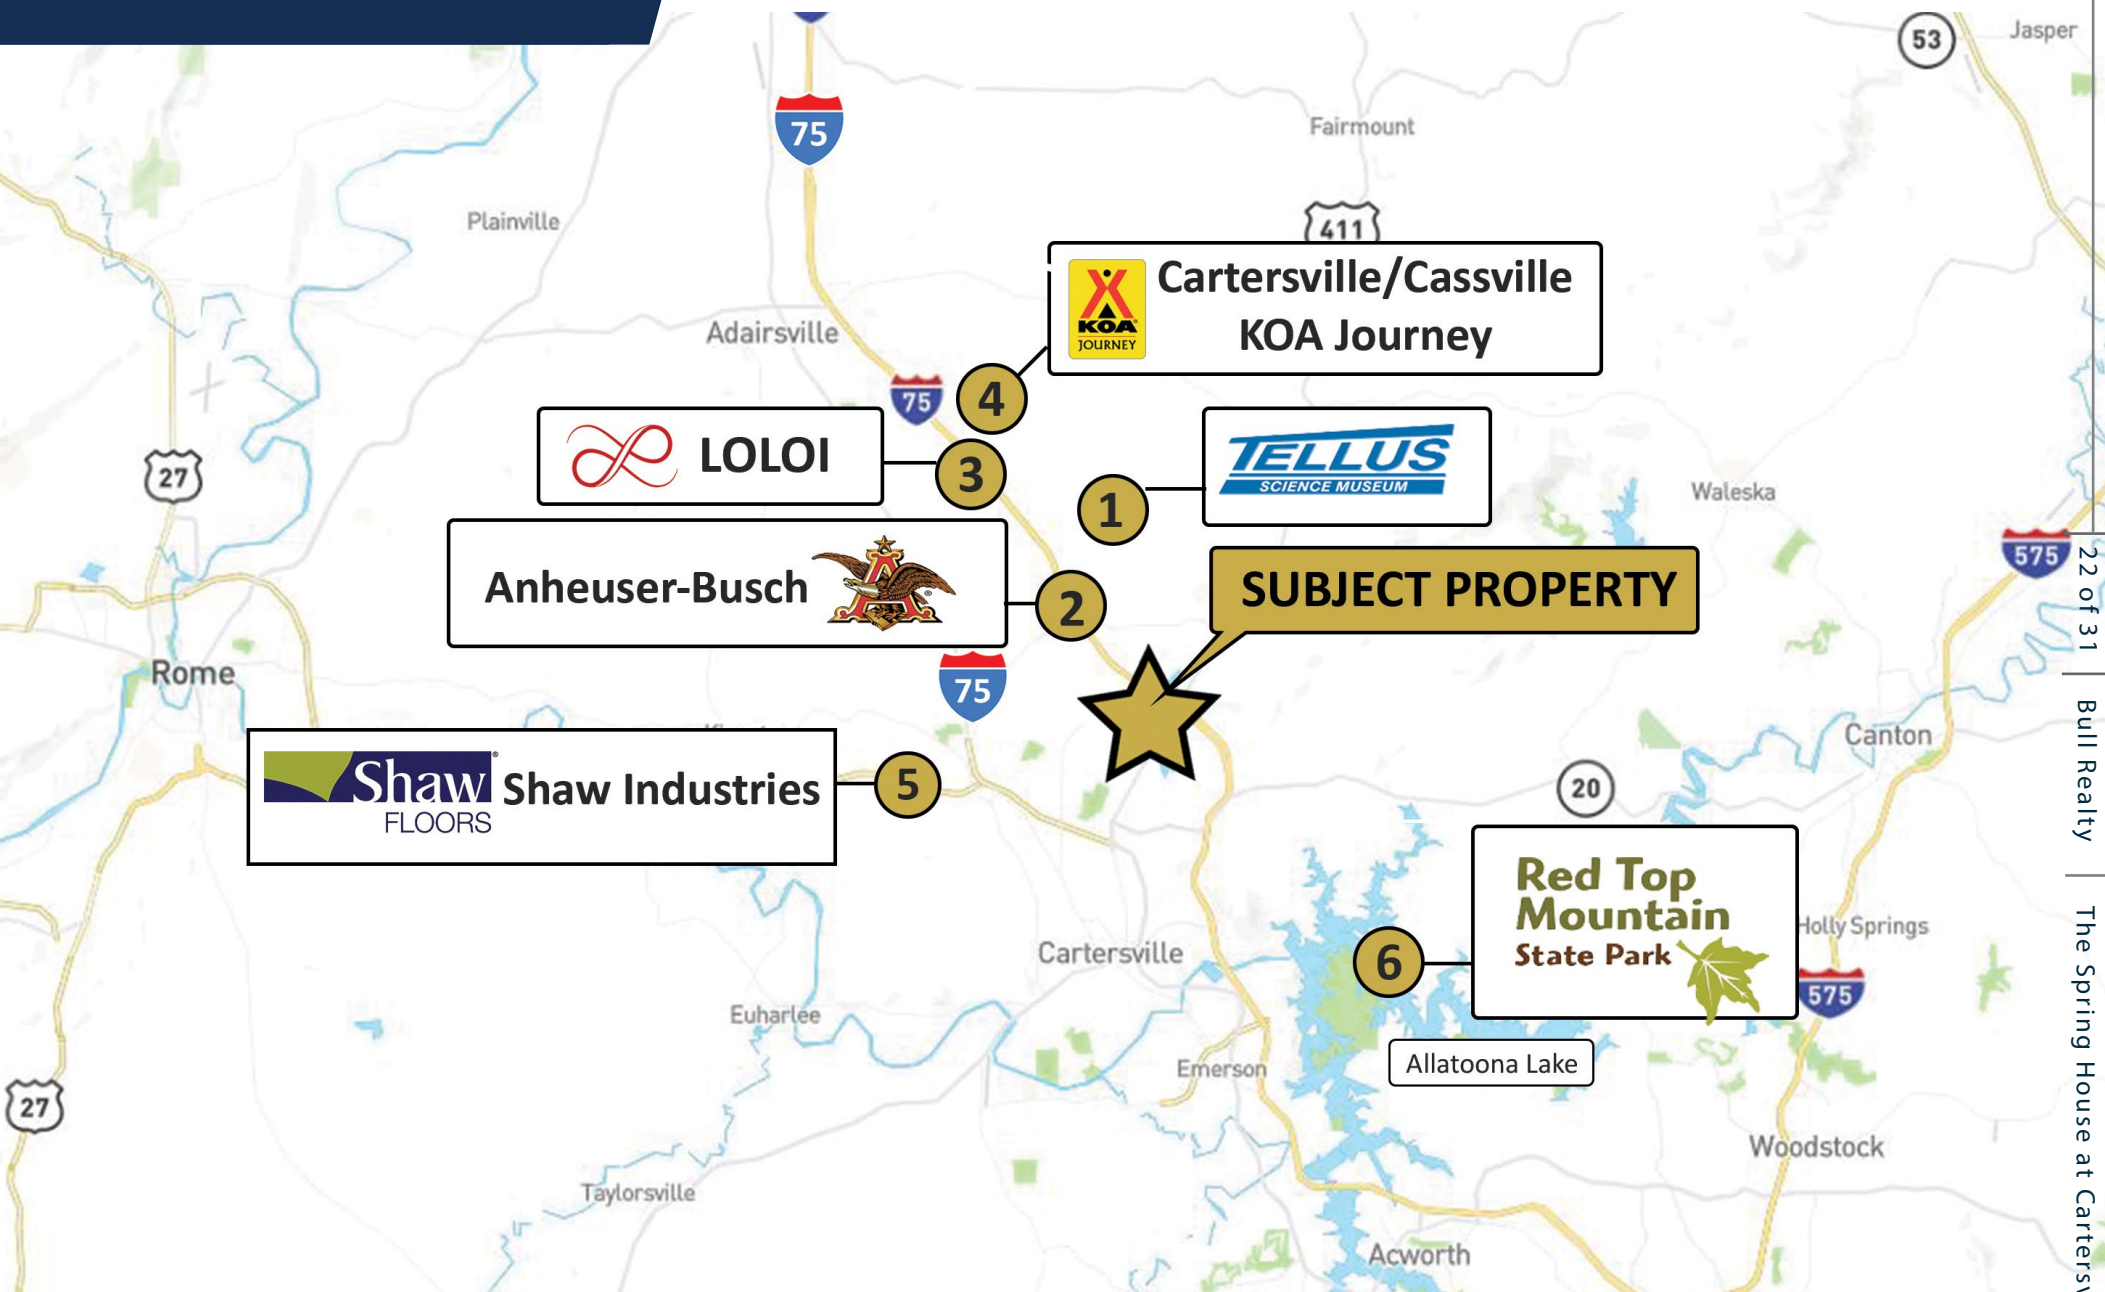 53
Jasper
75
Fairmount
411
Plainville
Cartersville/Cassville
KOA Journey
KOA
JOURNEY
Adairsville
75
4
LOLOI
3
TELLUS
SCIENCE MUSEUM
1
27
Waleska
575
Anheuser-Busch
2
SUBJECT PROPERTY
75
Rome
Canton
Shaw
FLOORS
Shaw Industries
5
20
Red Top
Mountain
State Park
6
Holly Springs
575
Cartersville
Euharlee
Emerson
Allatoona Lake
27
Woodstock
Taylorsville
Acworth
22 of 31
Bull Realty
The Spring House at Cartersv